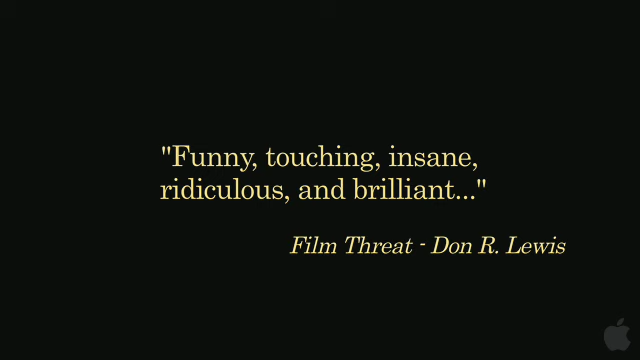 "Funny, touching, insane,
ridiculous, and brilliant..."
Film Threat - Don R. Lewis